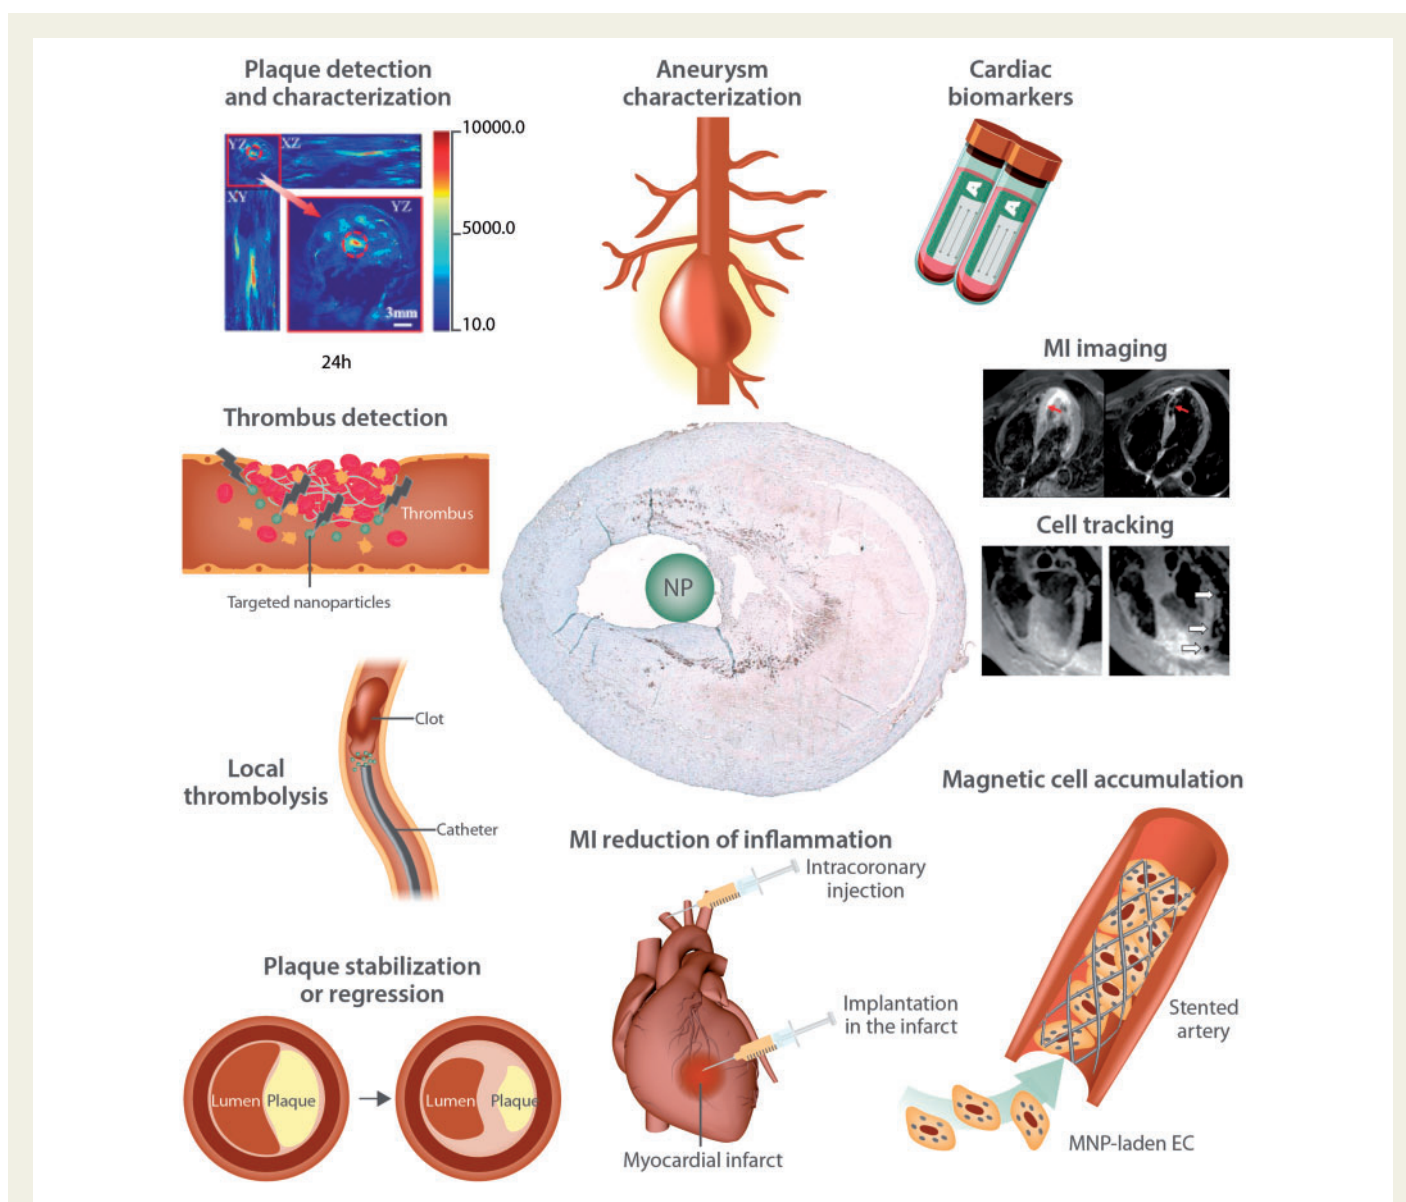 Plaque detection
and characterization
YZ
XZ
XY
YZ
3mm
10000.0
5000.0
10.0
24h
Aneurysm
characterization
Cardiac
biomarkers
A
A
MI imaging
Thrombus detection
Thrombus
Targeted nanoparticles
NP
Cell tracking
Local
thrombolysis
Clot
Catheter
Magnetic cell accumulation
Stented
artery
MNP-laden EC
MI reduction of inflammation
Intracoronary
injection
Implantation
in the infarct
Myocardial infarct
Plaque stabilization
or regression
Lumen
Plaque
Lumen
Plaque